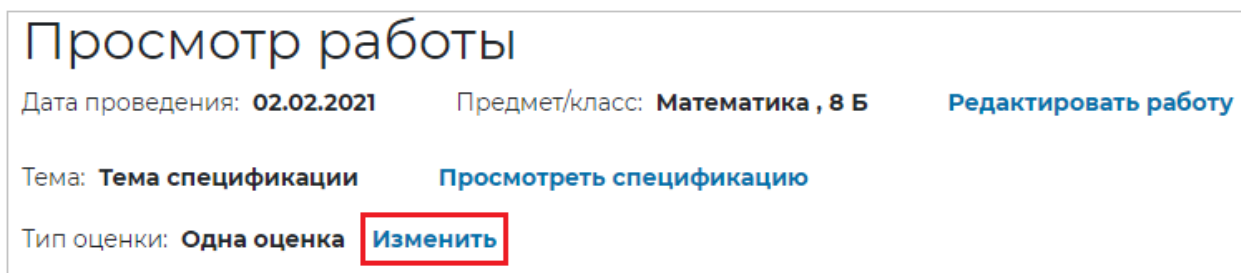 Просмотр работы
Дата проведения: 02.02.2021 Предмет/класс: Математика , 8 Б Редактировать работу
Тема: Тема спецификации Просмотреть спецификацию
Тип оценки: Одна оценка Изменить